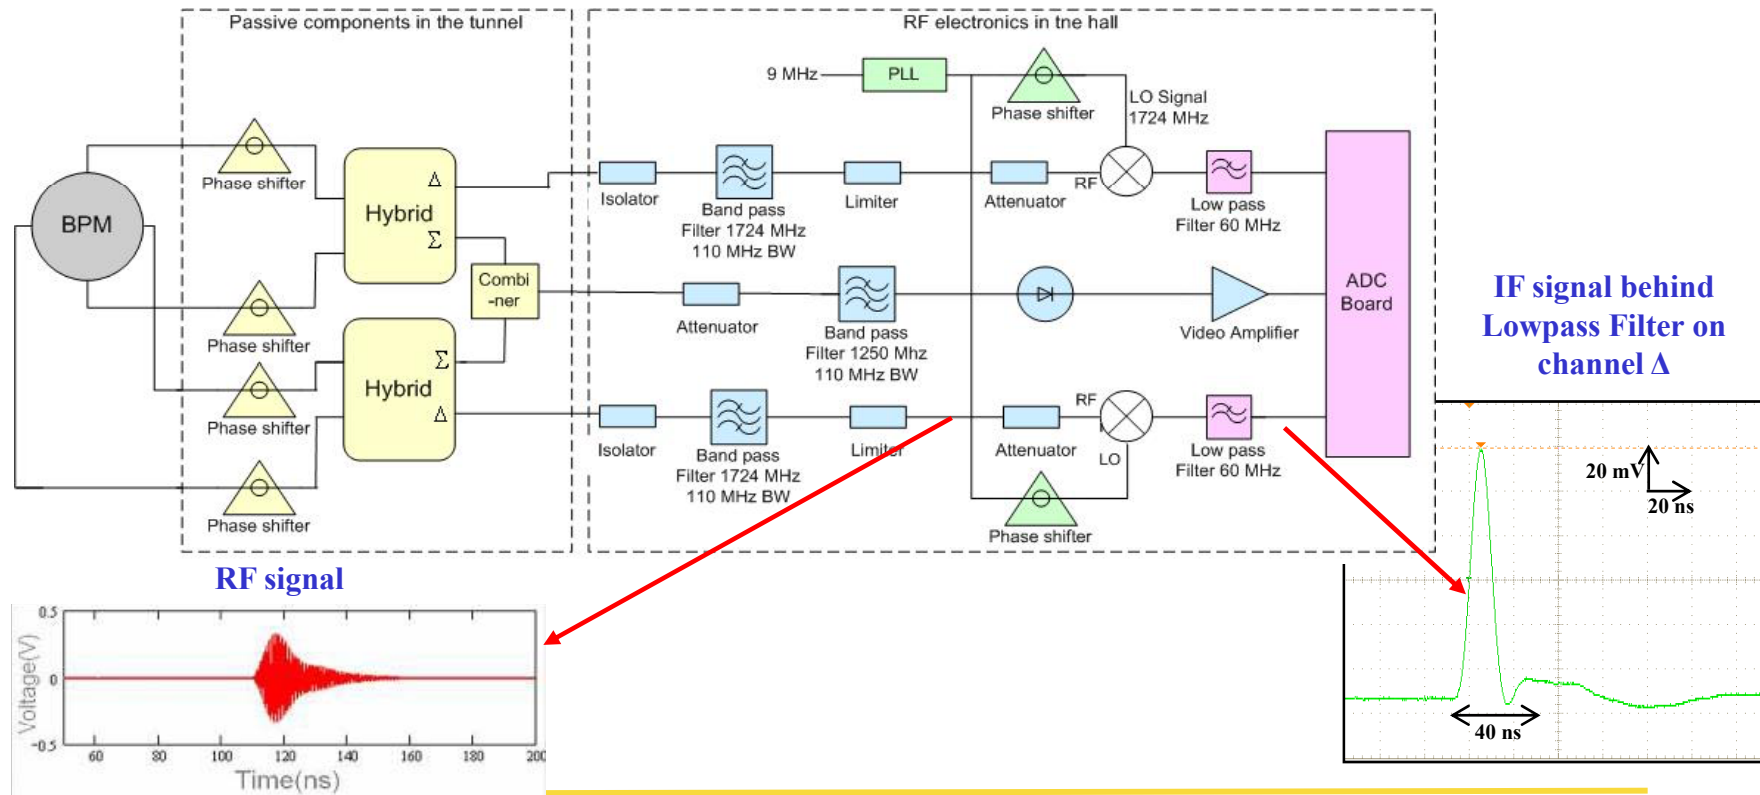 Passive components in the tunnel
RF electronics in tne hall
9 MHz
PLL
Phase shifter
LO Signal
1724 MHz
Phase shifter
BPM
Hybrid
Δ
Σ
Isolator
Band pass
Filter 1724 MHz
110 MHz BW
Limiter
Attenuator
RF
Low pass
Filter 60 MHz
ADC
Board
Combi
-ner
Attenuator
Band pass
Filter 1250 Mhz
110 MHz BW
Video Amplifier
Phase shifter
Phase shifter
Σ
Hybrid
Δ
Phase shifter
Isolator
Band pass
Filter 1724 MHz
110 MHz BW
Limiter
Attenuator
RF
LO
Low pass
Filter 60 MHz
Phase shifter
IF signal behind
Lowpass Filter on
channel Δ
20 mV
20 ns
40 ns
RF signal
0.5
0
-0.5
Voltage(V)
60 80 100 120 140 160 180 200
Time(ns)